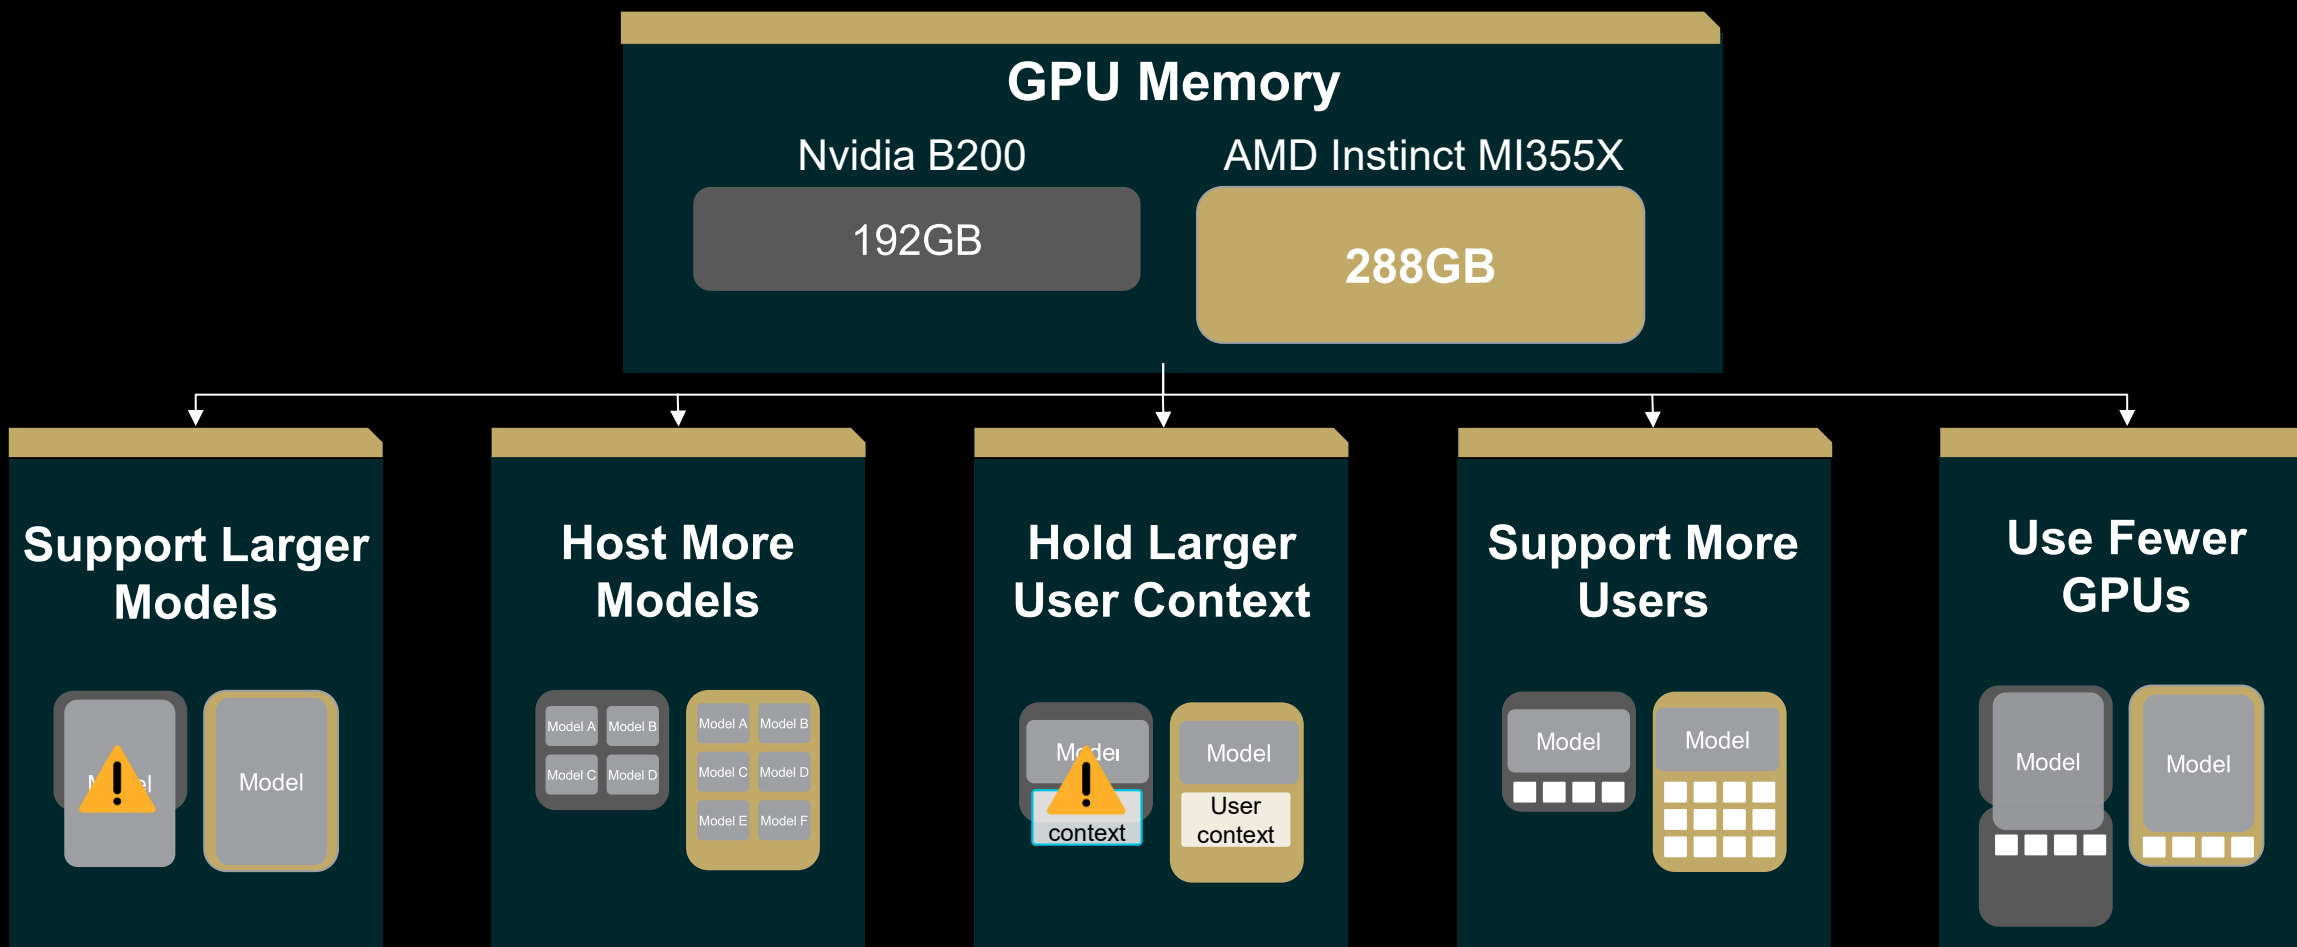 GPU Memory
Nvidia B200
AMD Instinct MI355X
192GB
288GB
Support Larger
Models
Model
Host More
Models
Model A
Model B
Model C
Model D
Model A
Model B
Model C
Model D
Model E
Model F
Hold Larger
User Context
Model
context
Model
User
context
Support More
Users
Model
Model
Use Fewer
GPUs
Model
Model